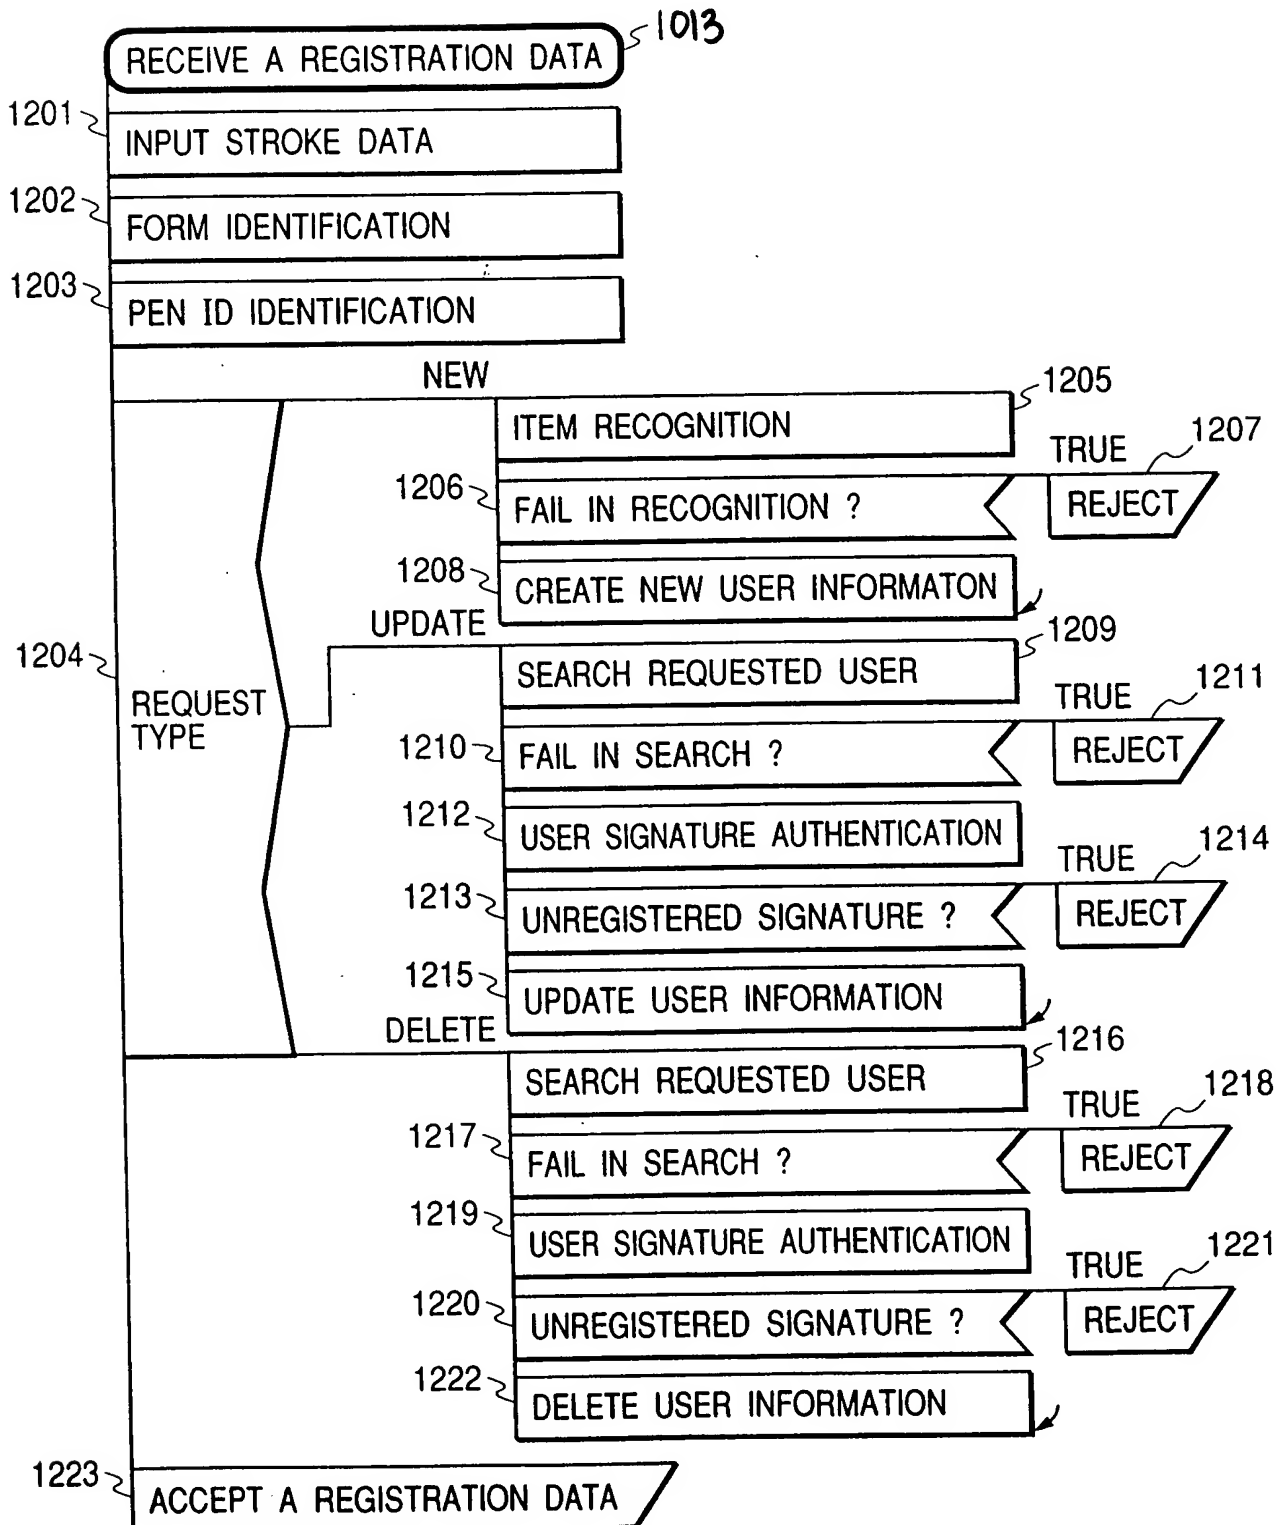 1013
RECEIVE A REGISTRATION DATA
1201
INPUT STROKE DATA
1202
FORM IDENTIFICATION
1203
PEN ID IDENTIFICATION
NEW
1205
ITEM RECOGNITION
TRUE
1207
1206
FAIL IN RECOGNITION ?
REJECT
1208
CREATE NEW USER INFORMATON
UPDATE
1209
1204
SEARCH REQUESTED USER
REQUEST
TYPE
TRUE
1211
1210
FAIL IN SEARCH ?
REJECT
1212
USER SIGNATURE AUTHENTICATION
TRUE
1214
1213
UNREGISTERED SIGNATURE ?
REJECT
1215
UPDATE USER INFORMATION
DELETE
1216
SEARCH REQUESTED USER
TRUE
1218
1217
FAIL IN SEARCH ?
REJECT
1219
USER SIGNATURE AUTHENTICATION
TRUE
1221
1220
UNREGISTERED SIGNATURE ?
REJECT
1222
DELETE USER INFORMATION
1223
ACCEPT A REGISTRATION DATA